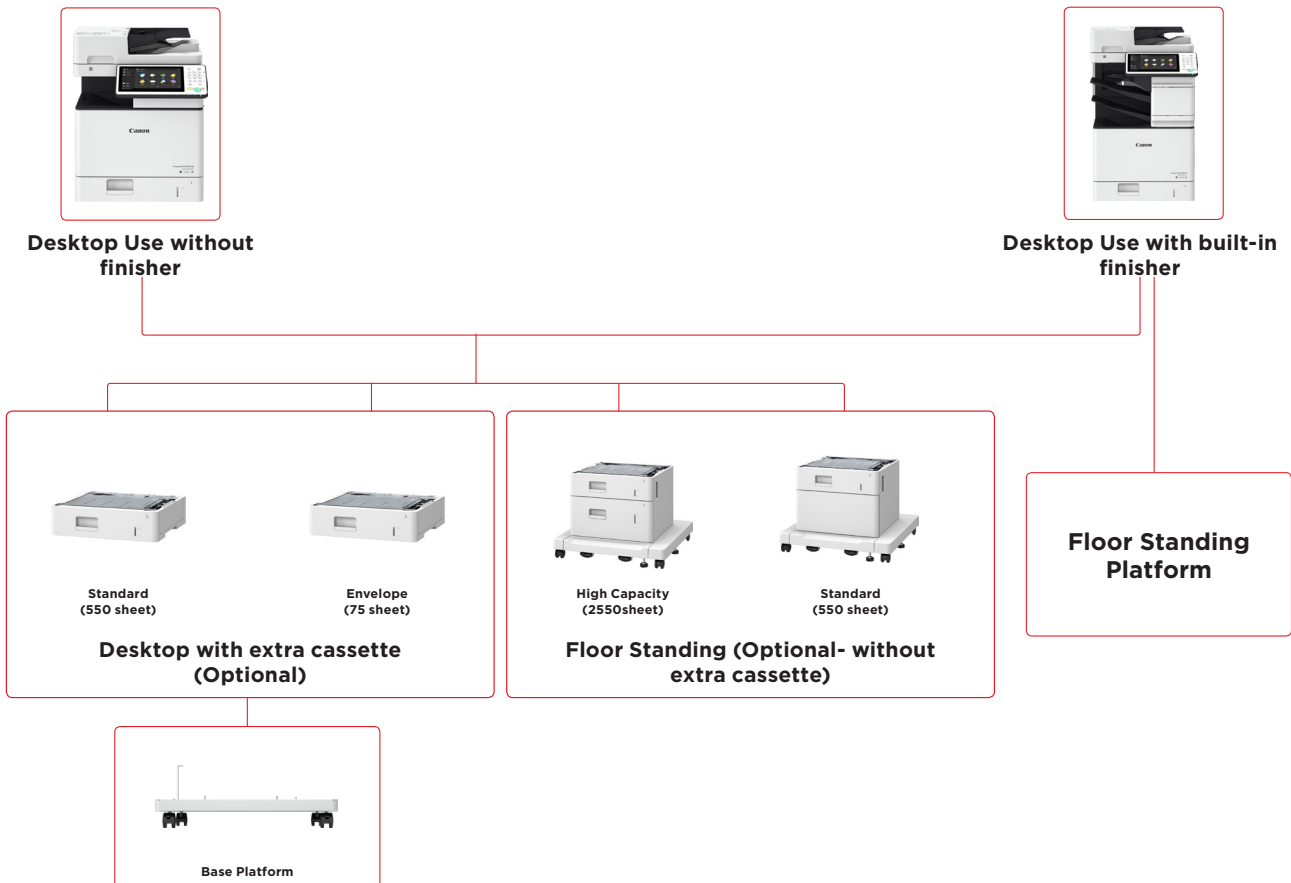 Canon
Canon
Desktop Use without
finisher
Desktop Use with built-in
finisher
Standard
(550 sheet)
Envelope
(75 sheet)
High Capacity
(2550sheet)
Standard
(550 sheet)
Desktop with extra cassette
(Optional)
Floor Standing (Optional- without
extra cassette)
Floor Standing
Platform
Base Platform